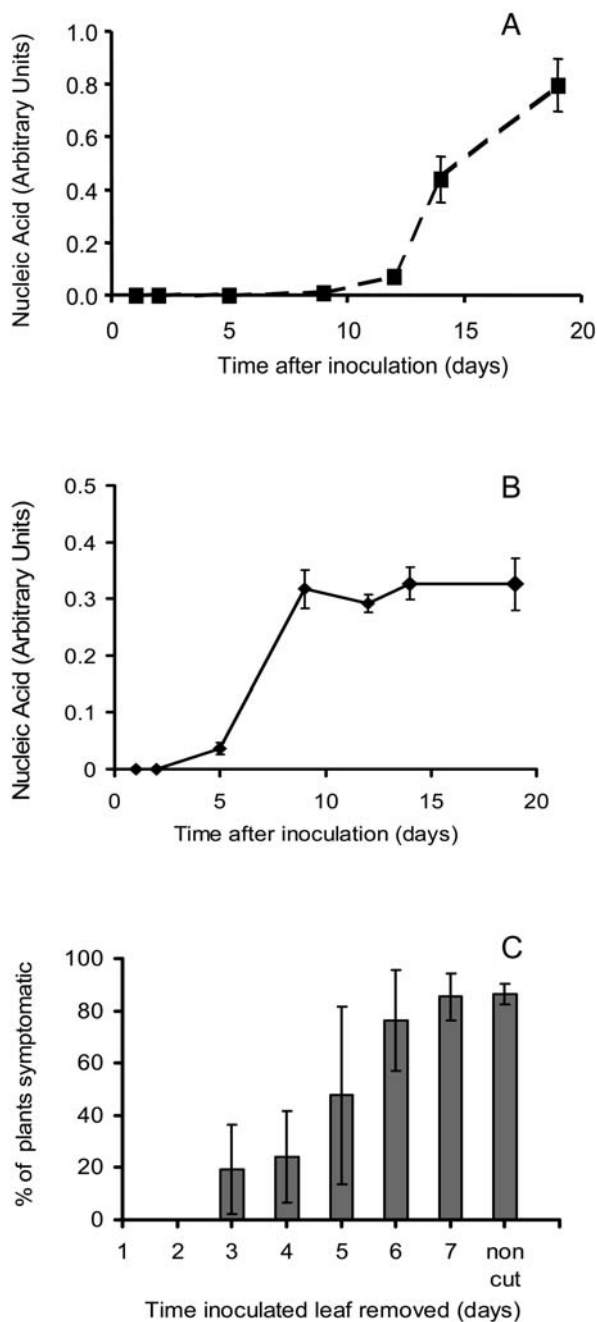 A
Nucleic Acid (Arbitrary Units)
1.0
0.8
0.6
0.4
0.2
0.0
0 5 10 15 20
Time after inoculation (days)
B
Nucleic Acid (Arbitrary Units)
0.5
0.4
0.3
0.2
0.1
0
0 5 10 15 20
Time after inoculation (days)
C
% of plants symptomatic
100
80
60
40
20
0
1 2 3 4 5 6 7 non
cut
Time inoculated leaf removed (days)